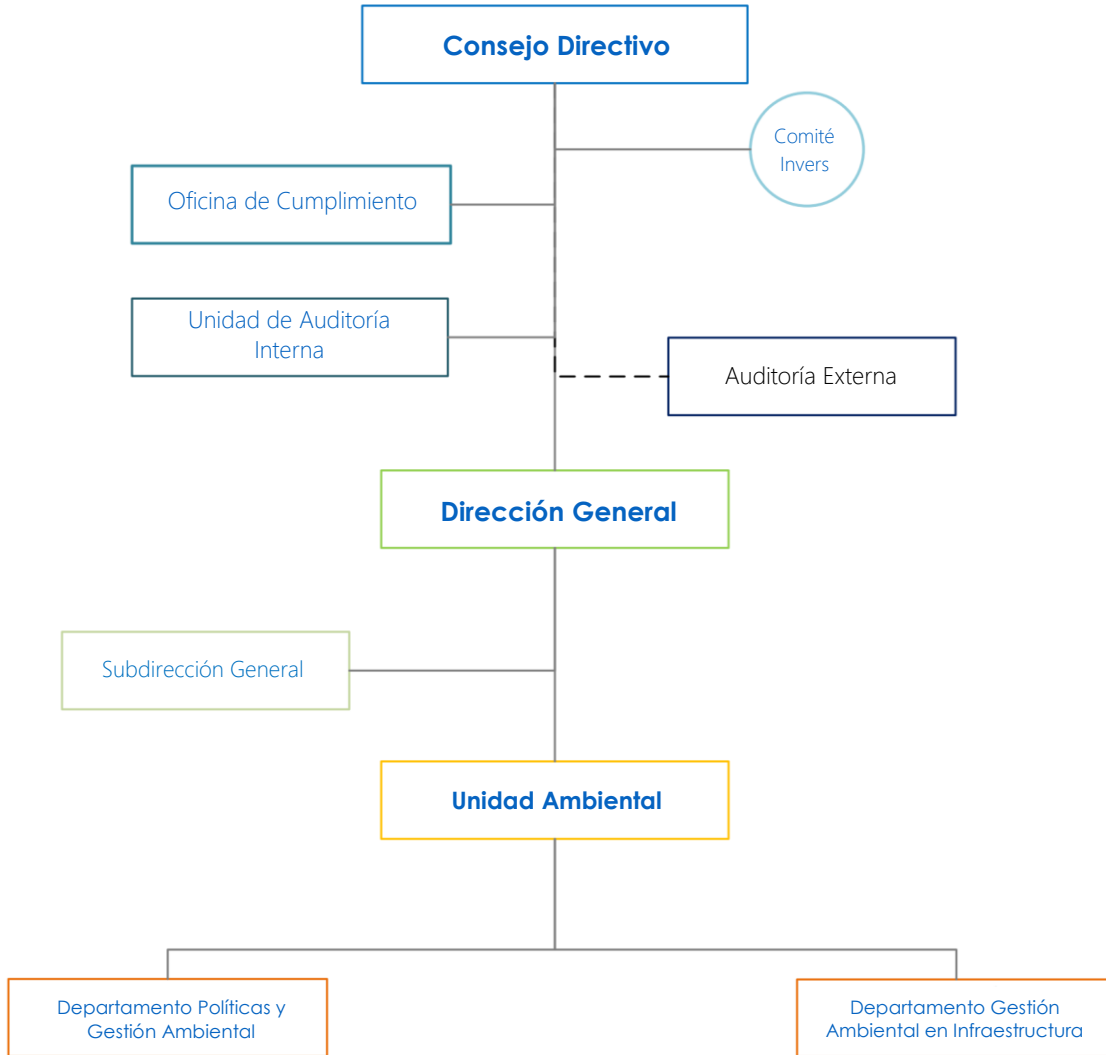 Consejo Directivo
Comité
Invers
Oficina de Cumplimiento
Unidad de Auditoría
Interna
Auditoría Externa
Dirección General
Subdirección General
Unidad Ambiental
Departamento Políticas y
Gestión Ambiental
Departamento Gestión
Ambiental en Infraestructura